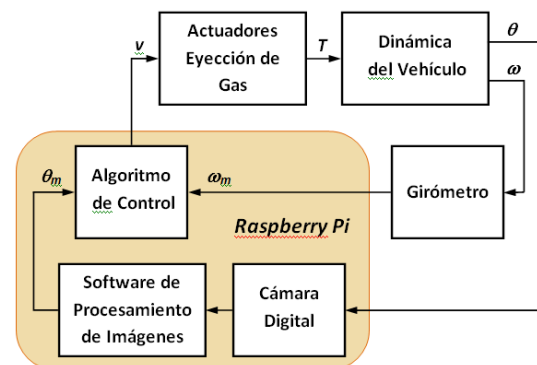 v
Actuadores
Eyección de
Gas
T
Dinámica
del Vehículo
θ
ω
θm
Algoritmo
de Control
ωm
Girómetro
Raspberry Pi
Software de
Procesamiento
de Imágenes
Cámara
Digital